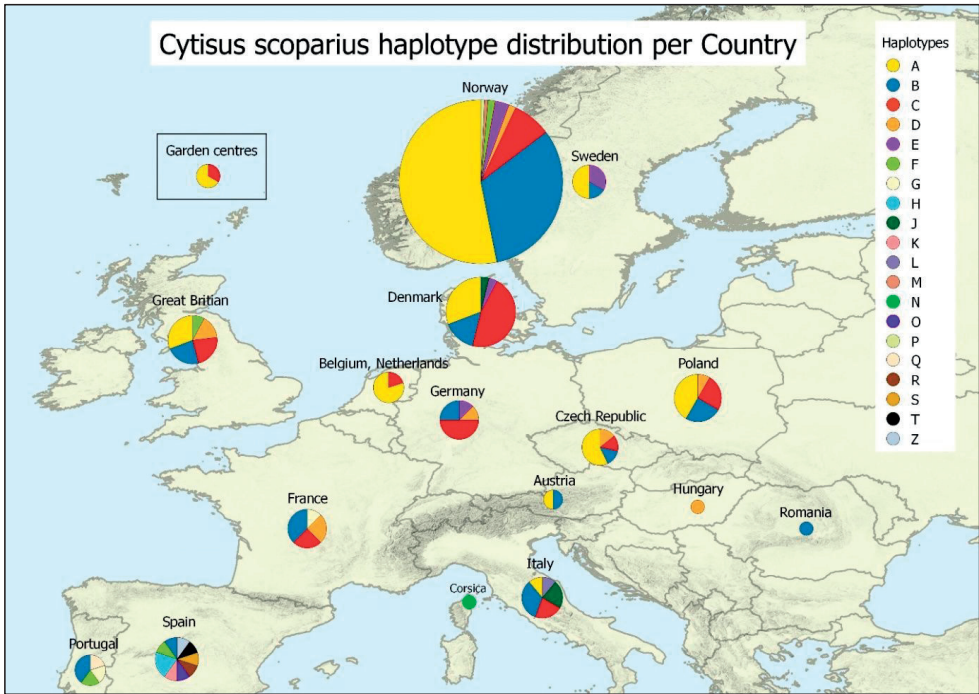 Cytisus scoparius haplotype distribution per Country
Haplotypes
A
B
C
D
E
F
G
H
J
K
L
M
N
O
P
Q
R
S
T
Z
Norway
Garden centres
Sweden
Great Britian
Denmark
Belgium, Netherlands
Germany
Poland
Czech Republic
Austria
Hungary
France
Romania
Italy
Corsica
Spain
Portugal